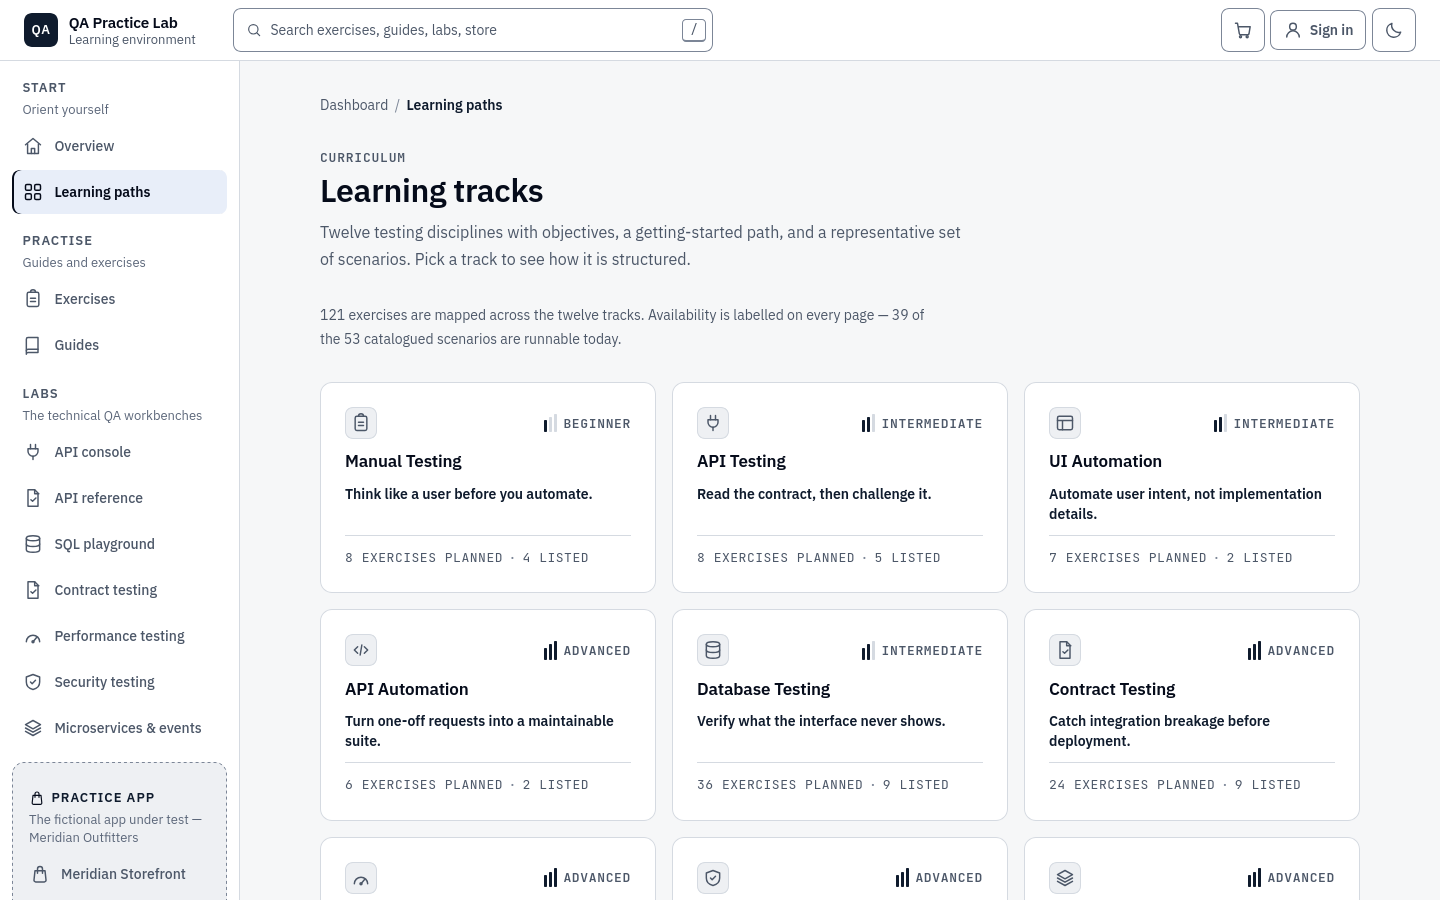 QA
QA Practice Lab
Learning environment
Search exercises, guides, labs, store
/
Sign in
START
Orient yourself
Overview
Learning paths
PRACTISE
Guides and exercises
Exercises
Guides
LABS
The technical QA workbenches
API console
API reference
SQL playground
Contract testing
Performance testing
Security testing
Microservices & events
PRACTICE APP
The fictional app under test —
Meridian Outfitters
Meridian Storefront
Dashboard / Learning paths
CURRICULUM
Learning tracks
Twelve testing disciplines with objectives, a getting-started path, and a representative set
of scenarios. Pick a track to see how it is structured.
121 exercises are mapped across the twelve tracks. Availability is labelled on every page — 39 of
the 53 catalogued scenarios are runnable today.
BEGINNER
Manual Testing
Think like a user before you automate.
8 EXERCISES PLANNED · 4 LISTED
INTERMEDIATE
API Testing
Read the contract, then challenge it.
8 EXERCISES PLANNED · 5 LISTED
INTERMEDIATE
UI Automation
Automate user intent, not implementation
details.
7 EXERCISES PLANNED · 2 LISTED
ADVANCED
API Automation
Turn one-off requests into a maintainable
suite.
6 EXERCISES PLANNED · 2 LISTED
INTERMEDIATE
Database Testing
Verify what the interface never shows.
36 EXERCISES PLANNED · 9 LISTED
ADVANCED
Contract Testing
Catch integration breakage before
deployment.
24 EXERCISES PLANNED · 9 LISTED
ADVANCED
ADVANCED
ADVANCED